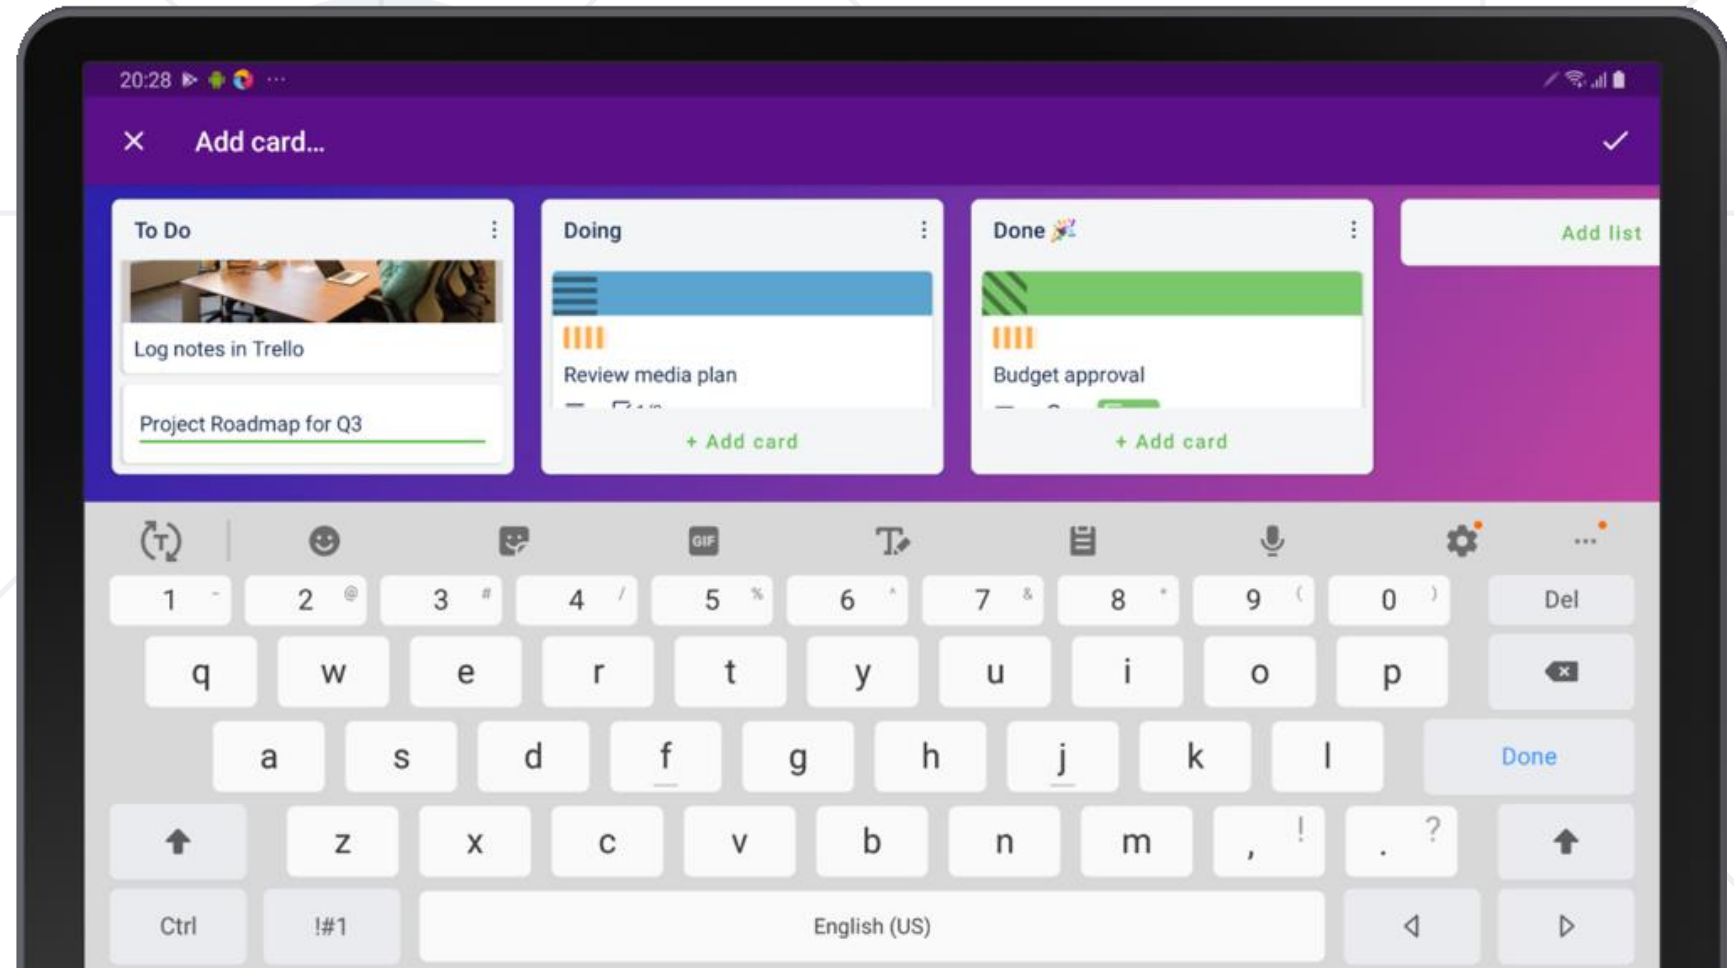 20:28
Add card...
To Do
Log notes in Trello
Project Roadmap for Q3
Doing
Review media plan
+ Add card
Done
Budget approval
+ Add card
Add list
T
GIF
T
1 -
2 @
3 #
4 /
5 %
6 ^
7 &
8 *
9 (
0 )
Del
q w e r t y u i o p
a s d f g h j k l Done
z x c v b n m , ! . ?
Ctrl !#1 English (US)